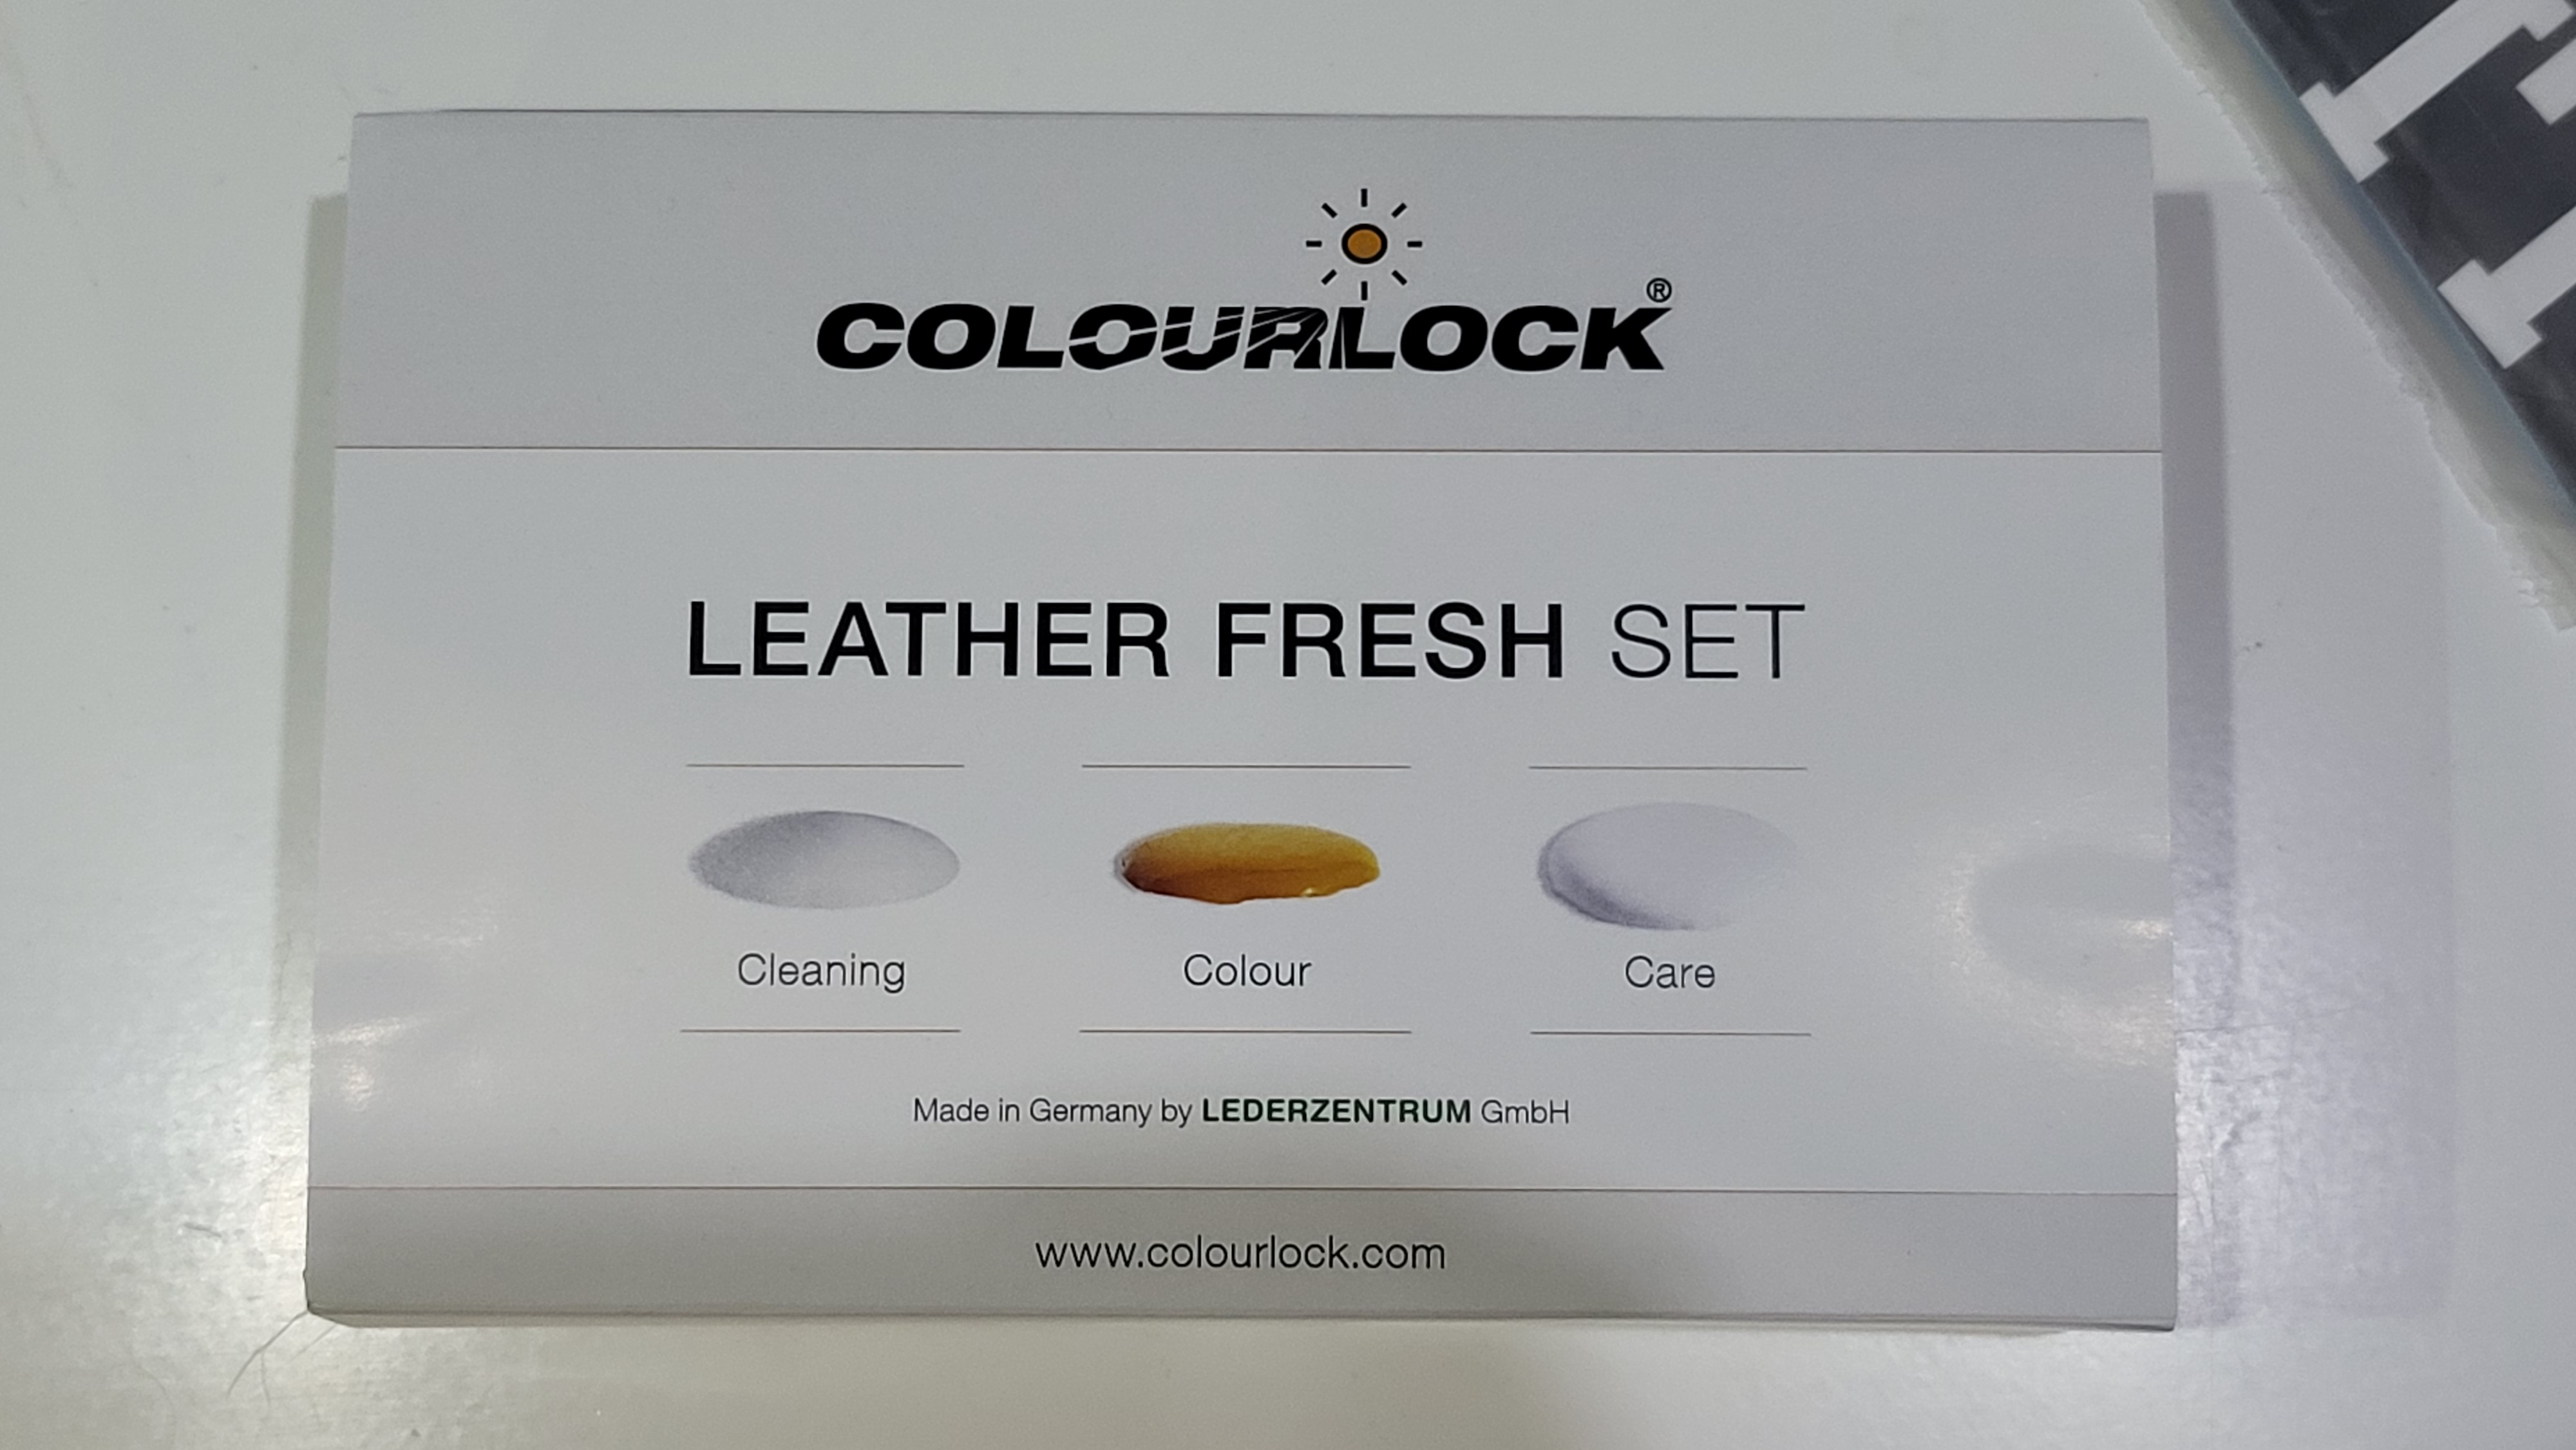 COLOURLOCK®
LEATHER FRESH SET
Cleaning Colour Care
Made in Germany by LEDERZENTRUM GmbH
www.colourlock.com